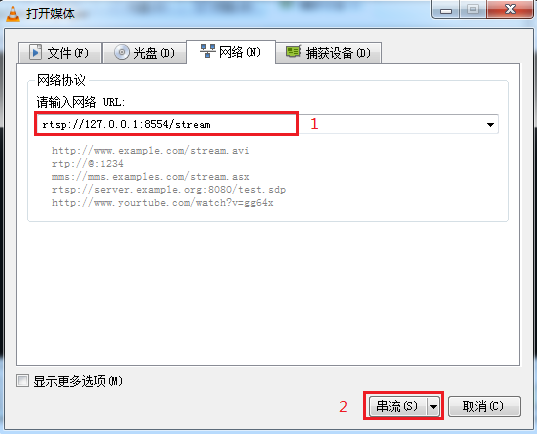 打开媒体
文件(F)
光盘(D)
网络(N)
捕获设备(D)
网络协议
请输入网络 URL:
rtsp://127.0.0.1:8554/stream
1
http://www.example.com/stream.avi
rtp://@:1234
mms://mms.examples.com/stream.asx
rtsp://server.example.org:8080/test.sdp
http://www.yourtube.com/watch?v=gg64x
显示更多选项(M)
2
串流(S)
取消(C)